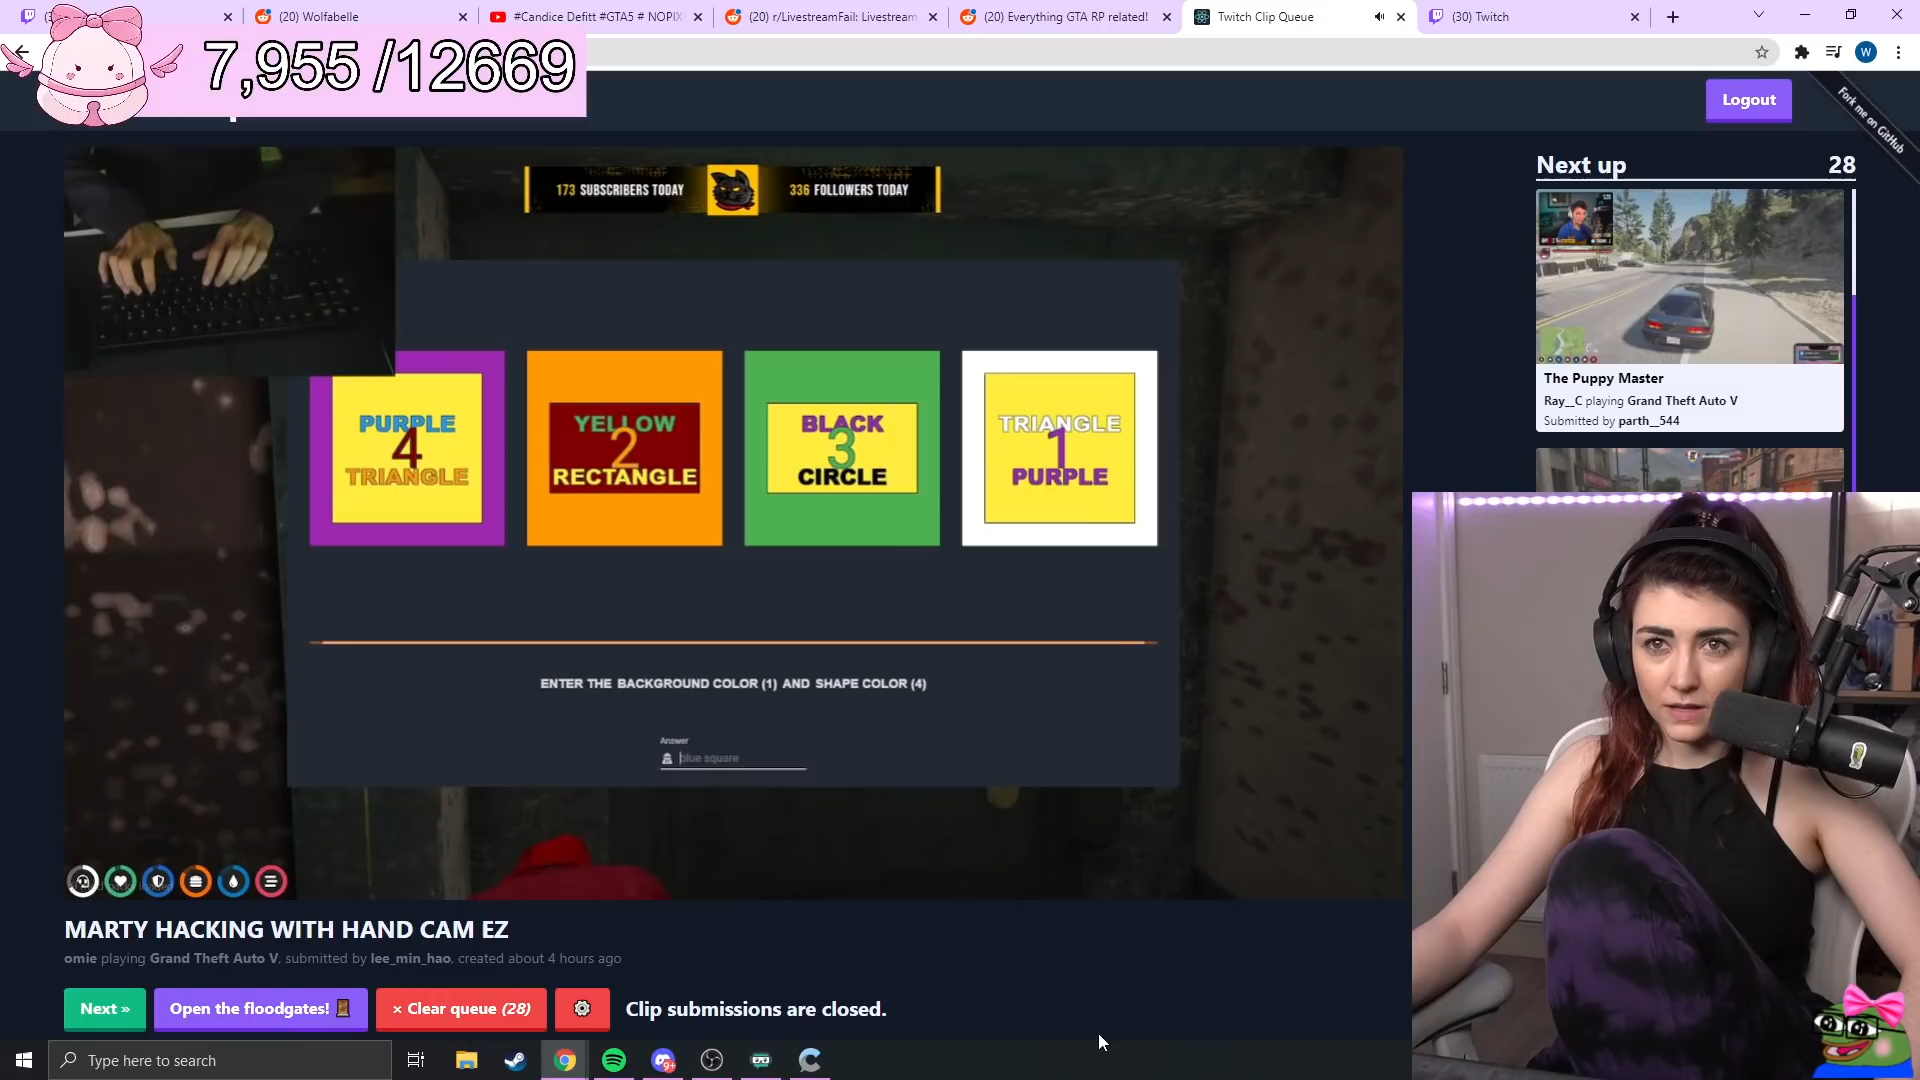 (20) Wolfabelle
#Candice Defitt #GTA5 # NOPIX
(20) r/LivestreamFail: Livestream
(20) Everything GTA RP related!
Twitch Clip Queue
(30) Twitch
W
7,955 /12669
Logout
Fork me on GitHub
173 SUBSCRIBERS TODAY
336 FOLLOWERS TODAY
Next up 28
PURPLE
4
TRIANGLE
YELLOW
2
RECTANGLE
BLACK
3
CIRCLE
TRIANGLE
1
PURPLE
The Puppy Master
Ray__C playing Grand Theft Auto V
Submitted by parth__544
ENTER THE BACKGROUND COLOR (1) AND SHAPE COLOR (4)
Answer
blue square
MARTY HACKING WITH HAND CAM EZ
omie playing Grand Theft Auto V, submitted by lee_min_hao, created about 4 hours ago
Next »
Open the floodgates!
× Clear queue (28)
Clip submissions are closed.
Type here to search
9+